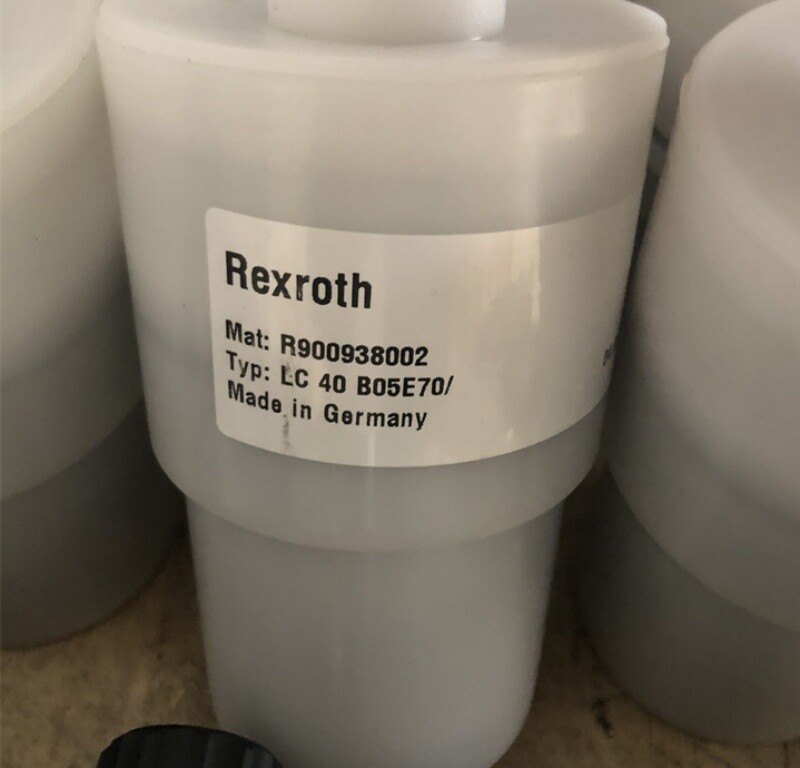 Rexroth
Mat: R900938002
Typ: LC 40 B05E70/
Made in Germany